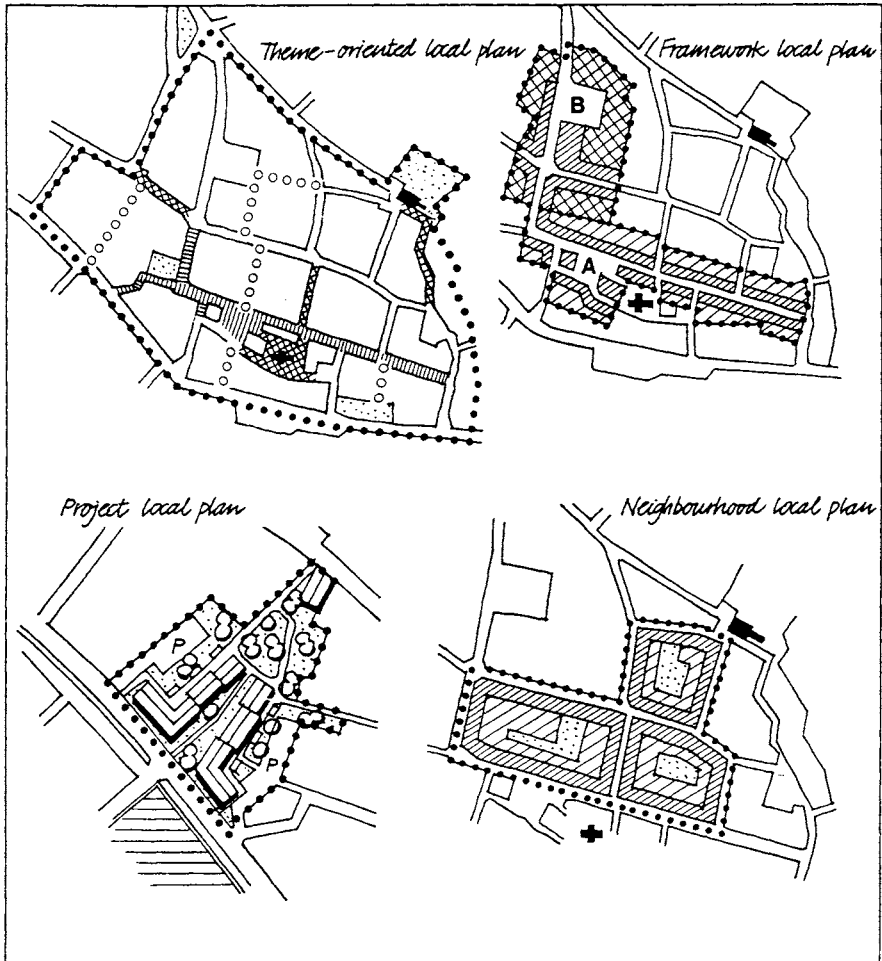 Theme-oriented local plan
Framework local plan
B
A
Project local plan
Neighbourhood local plan
P
P